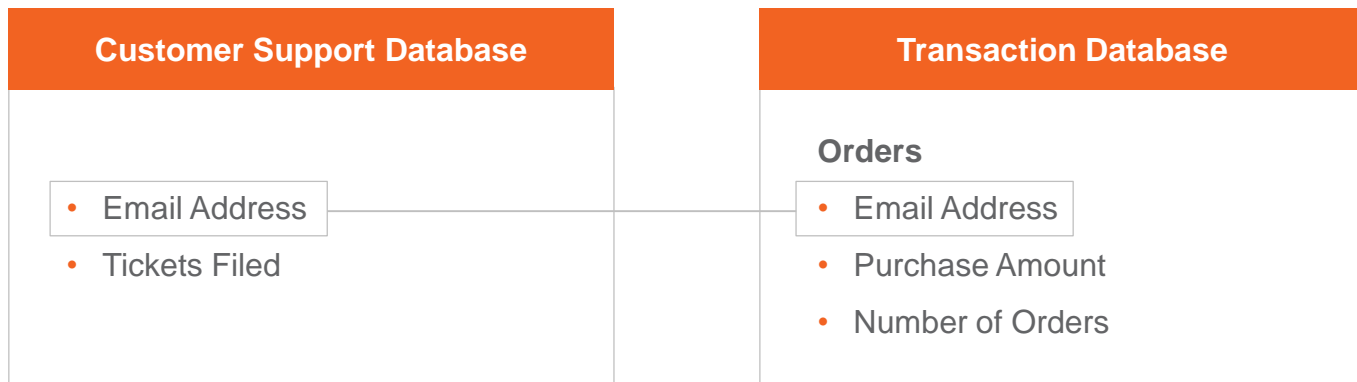 Customer Support Database
• Email Address
• Tickets Filed
Transaction Database
Orders
• Email Address
• Purchase Amount
• Number of Orders